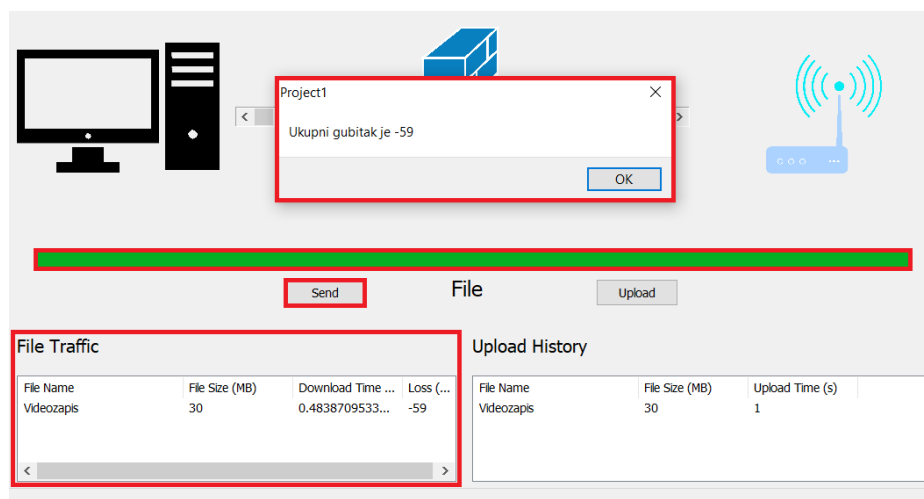 Project1
Ukupni gubitak je -59
OK
Send
File
Upload
File Traffic
File Name File Size (MB) Download Time ... Loss (...
Videozapis 30 0.4838709533... -59
Upload History
File Name File Size (MB) Upload Time (s)
Videozapis 30 1